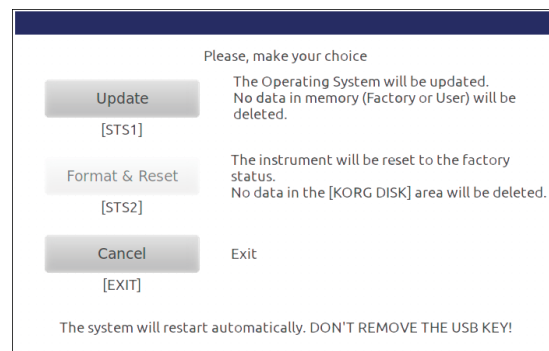 Please, make your choice
Update
[STS1]
The Operating System will be updated.
No data in memory (Factory or User) will be
deleted.
Format & Reset
[STS2]
The instrument will be reset to the factory
status.
No data in the [KORG DISK] area will be deleted.
Cancel
[EXIT]
Exit
The system will restart automatically. DON'T REMOVE THE USB KEY!